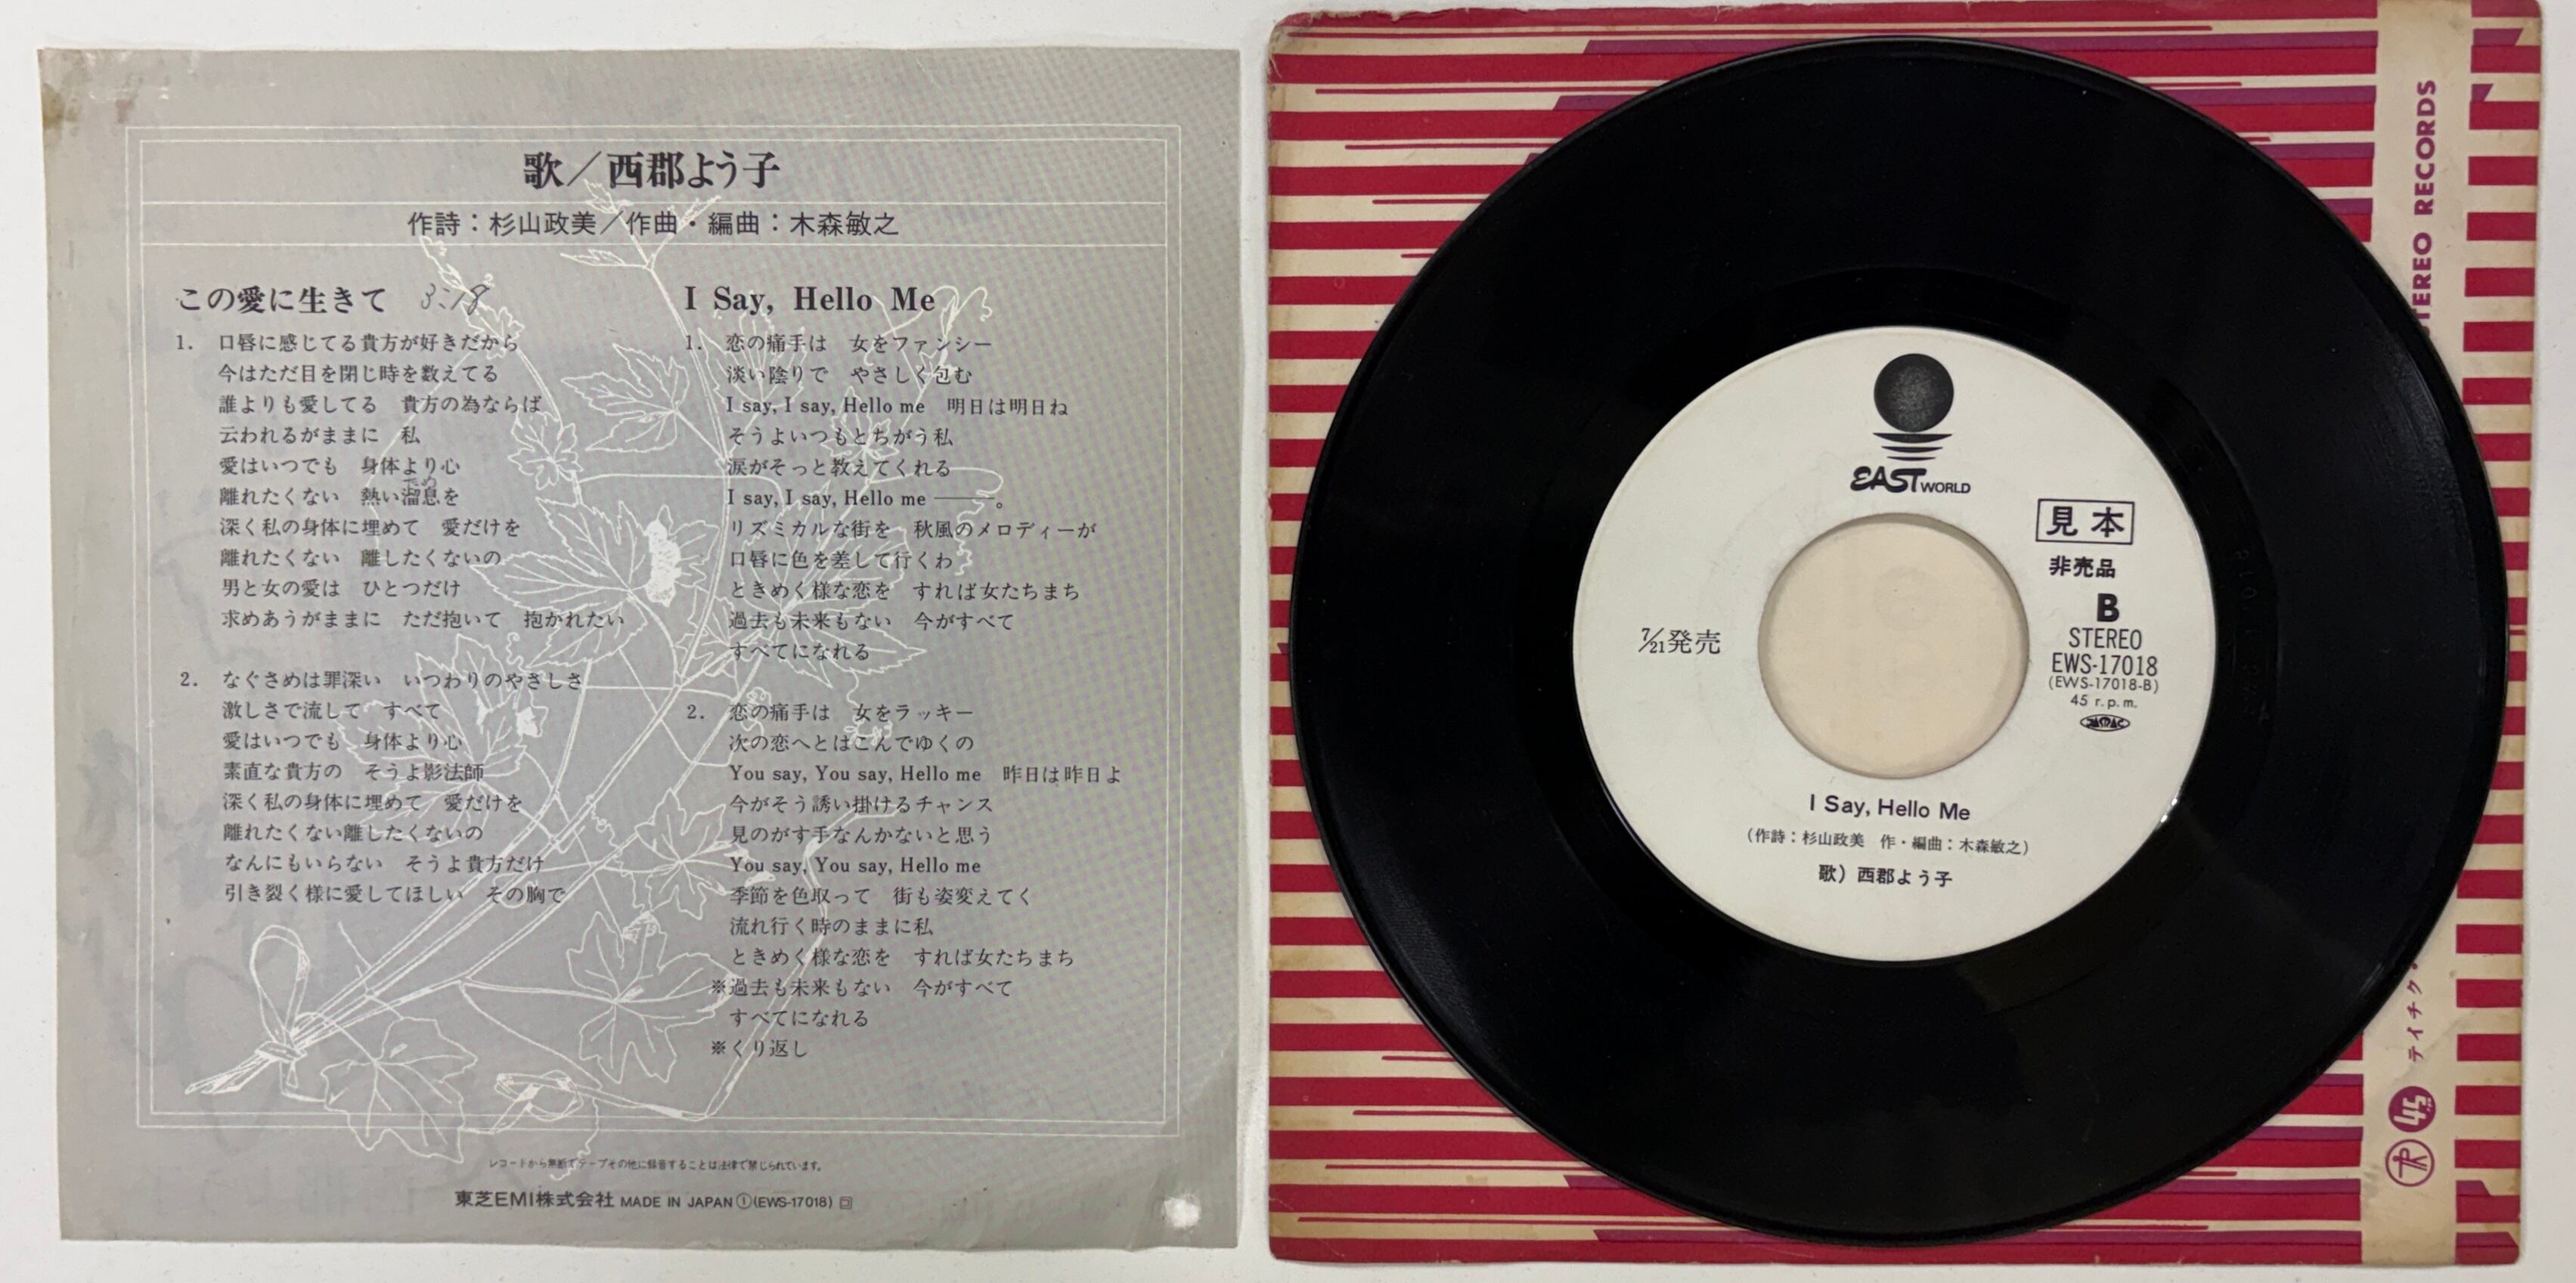 歌／西郡よう子
作詩：杉山政美／作曲・編曲：木森敏之
この愛に生きて 3:18
1. 口唇に感じてる貴方が好きだから
今はただ目を閉じ時を数えてる
誰よりも愛してる 貴方の為ならば
云われるがままに 私
愛はいつでも 身体より心
離れたくない 熱い溜息を
深く私の身体に埋めて 愛だけを
離れたくない 離したくないの
男と女の愛は ひとつだけ
求めあうがままに ただ抱いて 抱かれたい
2. なぐさめは罪深い いつわりのやさしさ
激しさで流して すべて
愛はいつでも 身体より心
素直な貴方の そうよ影法師
深く私の身体に埋めて 愛だけを
離れたくない離したくないの
なんにもいらない そうよ貴方だけ
引き裂く様に愛してほしい その胸で
I Say, Hello Me
1. 恋の痛手は 女をファンシー
淡い陰りで やさしく包む
I say, I say, Hello me 明日は明日ね
そうよいつもとちがう私
涙がそっと教えてくれる
I say, I say, Hello me ───。
リズミカルな街を 秋風のメロディーが
口唇に色を差して行くわ
ときめく様な恋を すれば女たちまち
過去も未来もない 今がすべて
すべてになれる
2. 恋の痛手は 女をラッキー
次の恋へとはこんでゆくの
You say, You say, Hello me 昨日は昨日よ
今がそう誘い掛けるチャンス
見のがす手なんかないと思う
You say, You say, Hello me
季節を色取って 街も姿変えてく
流れ行く時のままに私
ときめく様な恋を すれば女たちまち
※過去も未来もない 今がすべて
すべてになれる
※くり返し
レコードから無断でテープその他に録音することは法律で禁じられています。
東芝EMI株式会社 MADE IN JAPAN Ⓘ(EWS-17018) 回
EAST WORLD
見本
非売品
B
STEREO
EWS-17018
(EWS-17018-B)
45 r.p.m.
JASRAC
7/21発売
I Say, Hello Me
(作詩：杉山政美 作・編曲：木森敏之)
歌）西郡よう子
STEREO RECORDS
テイチク